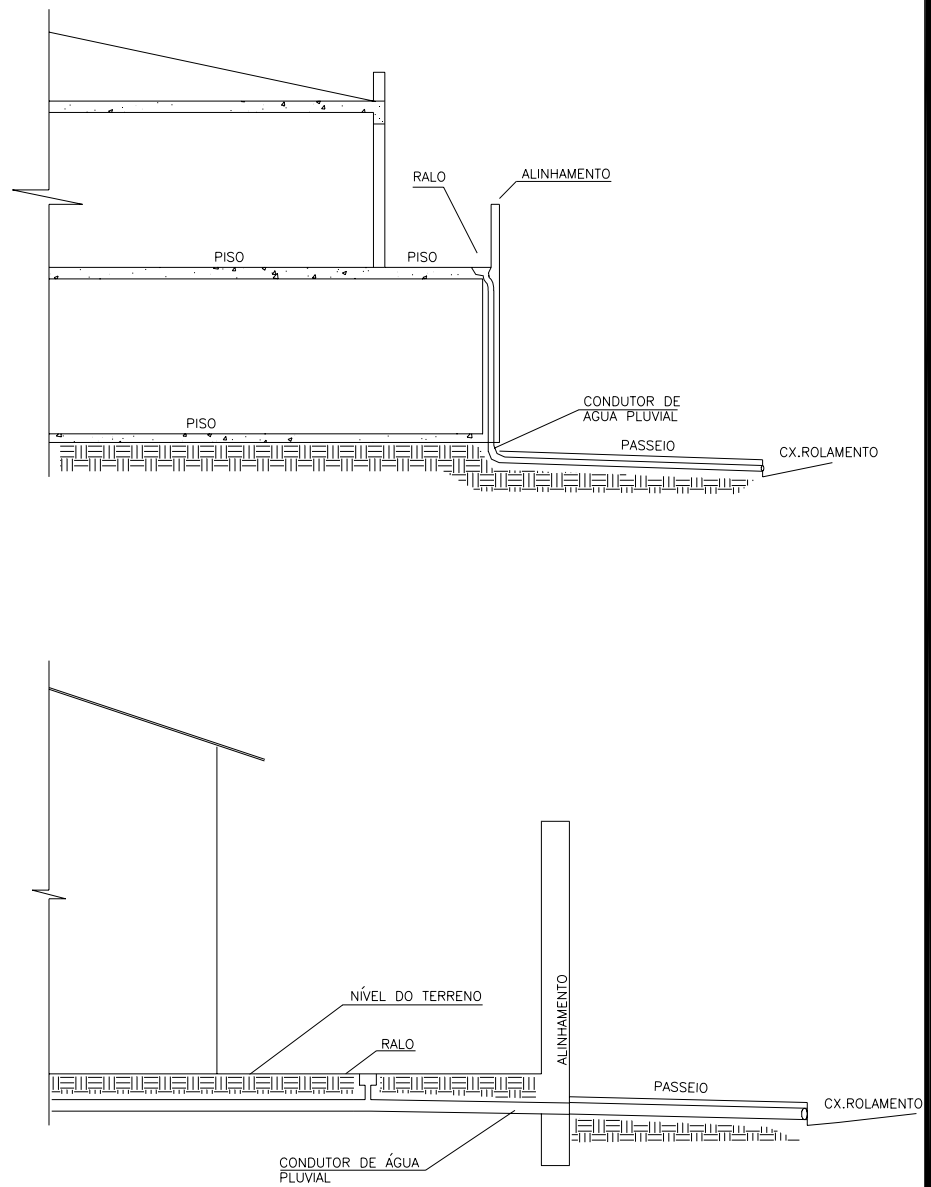 RALO
ALINHAMENTO
PISO
PISO
PISO
CONDUTOR DE
AGUA PLUVIAL
PASSEIO
CX.ROLAMENTO
ALINHAMENTO
NÍVEL DO TERRENO
RALO
PASSEIO
CX.ROLAMENTO
CONDUTOR DE ÁGUA
PLUVIAL